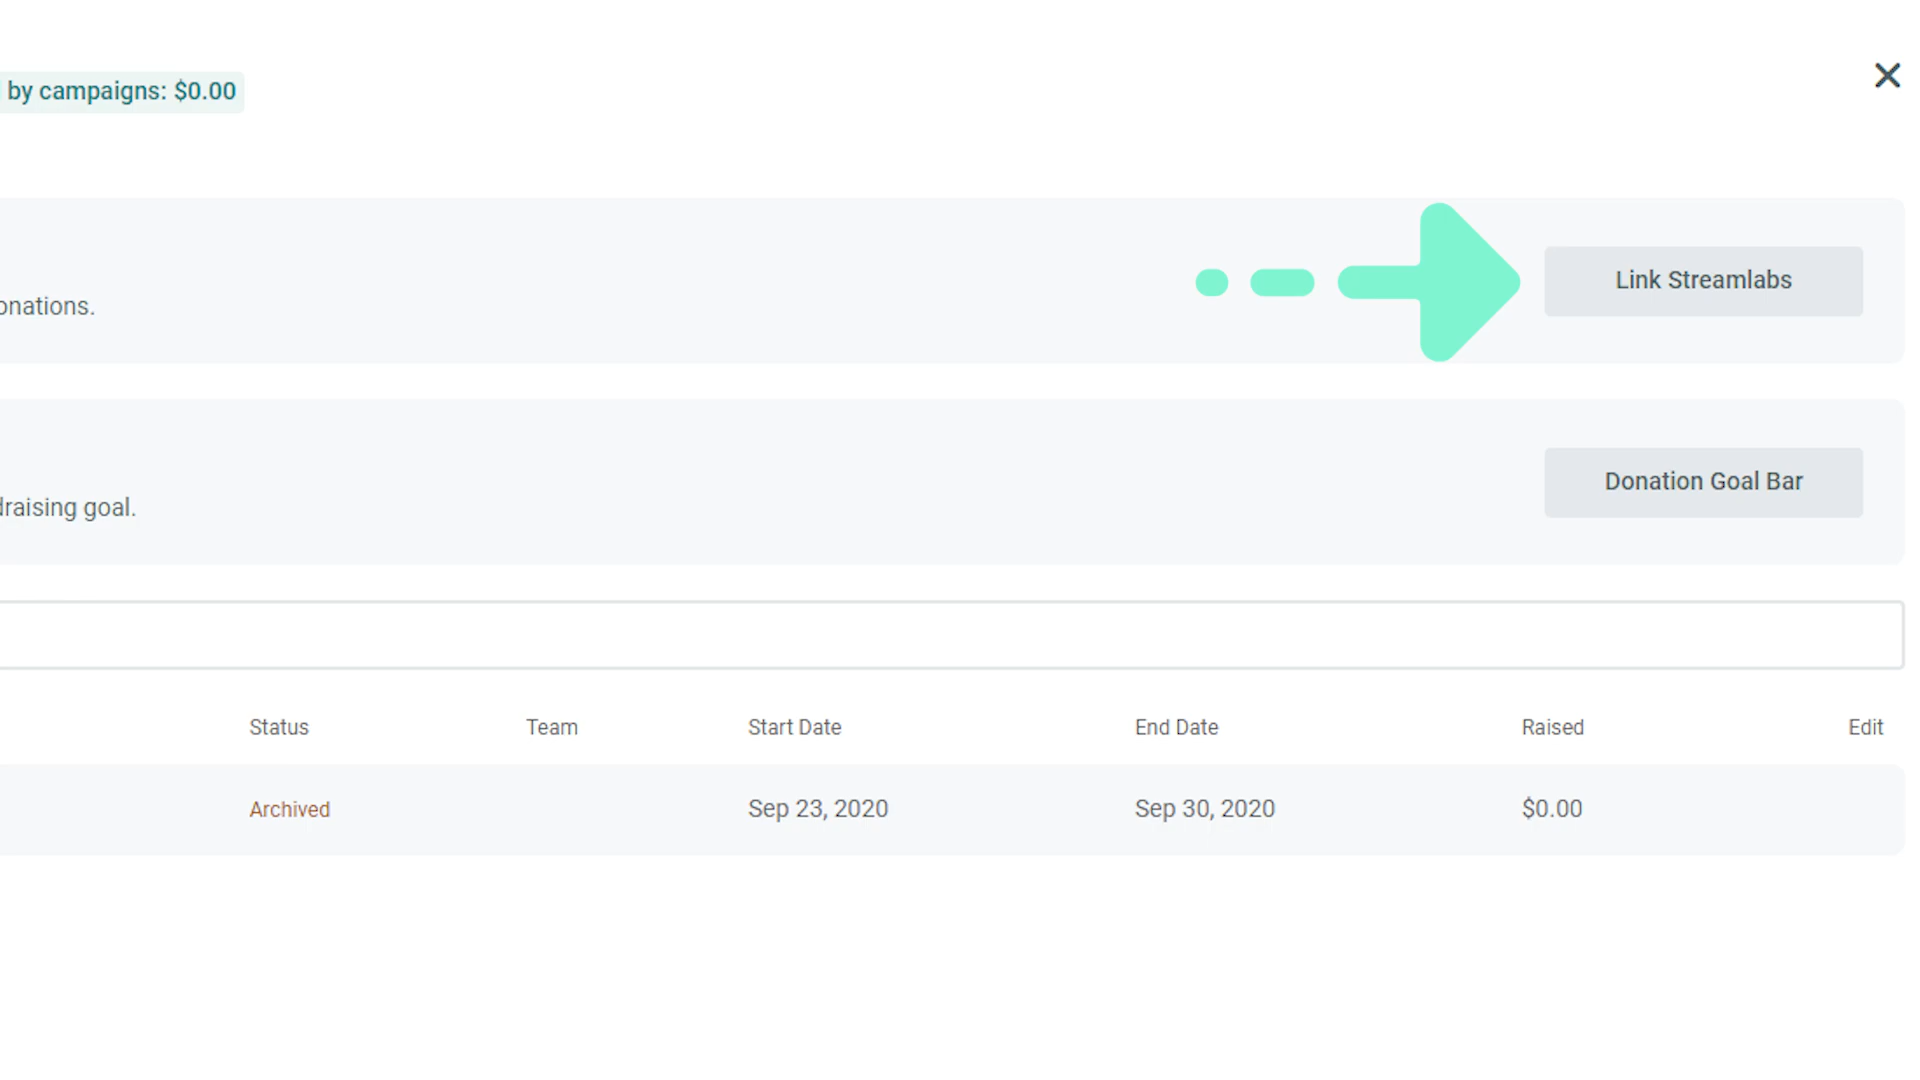 by campaigns: $0.00
Link Streamlabs
onations.
Donation Goal Bar
draising goal.
Status Team Start Date End Date Raised Edit
Archived Sep 23, 2020 Sep 30, 2020 $0.00